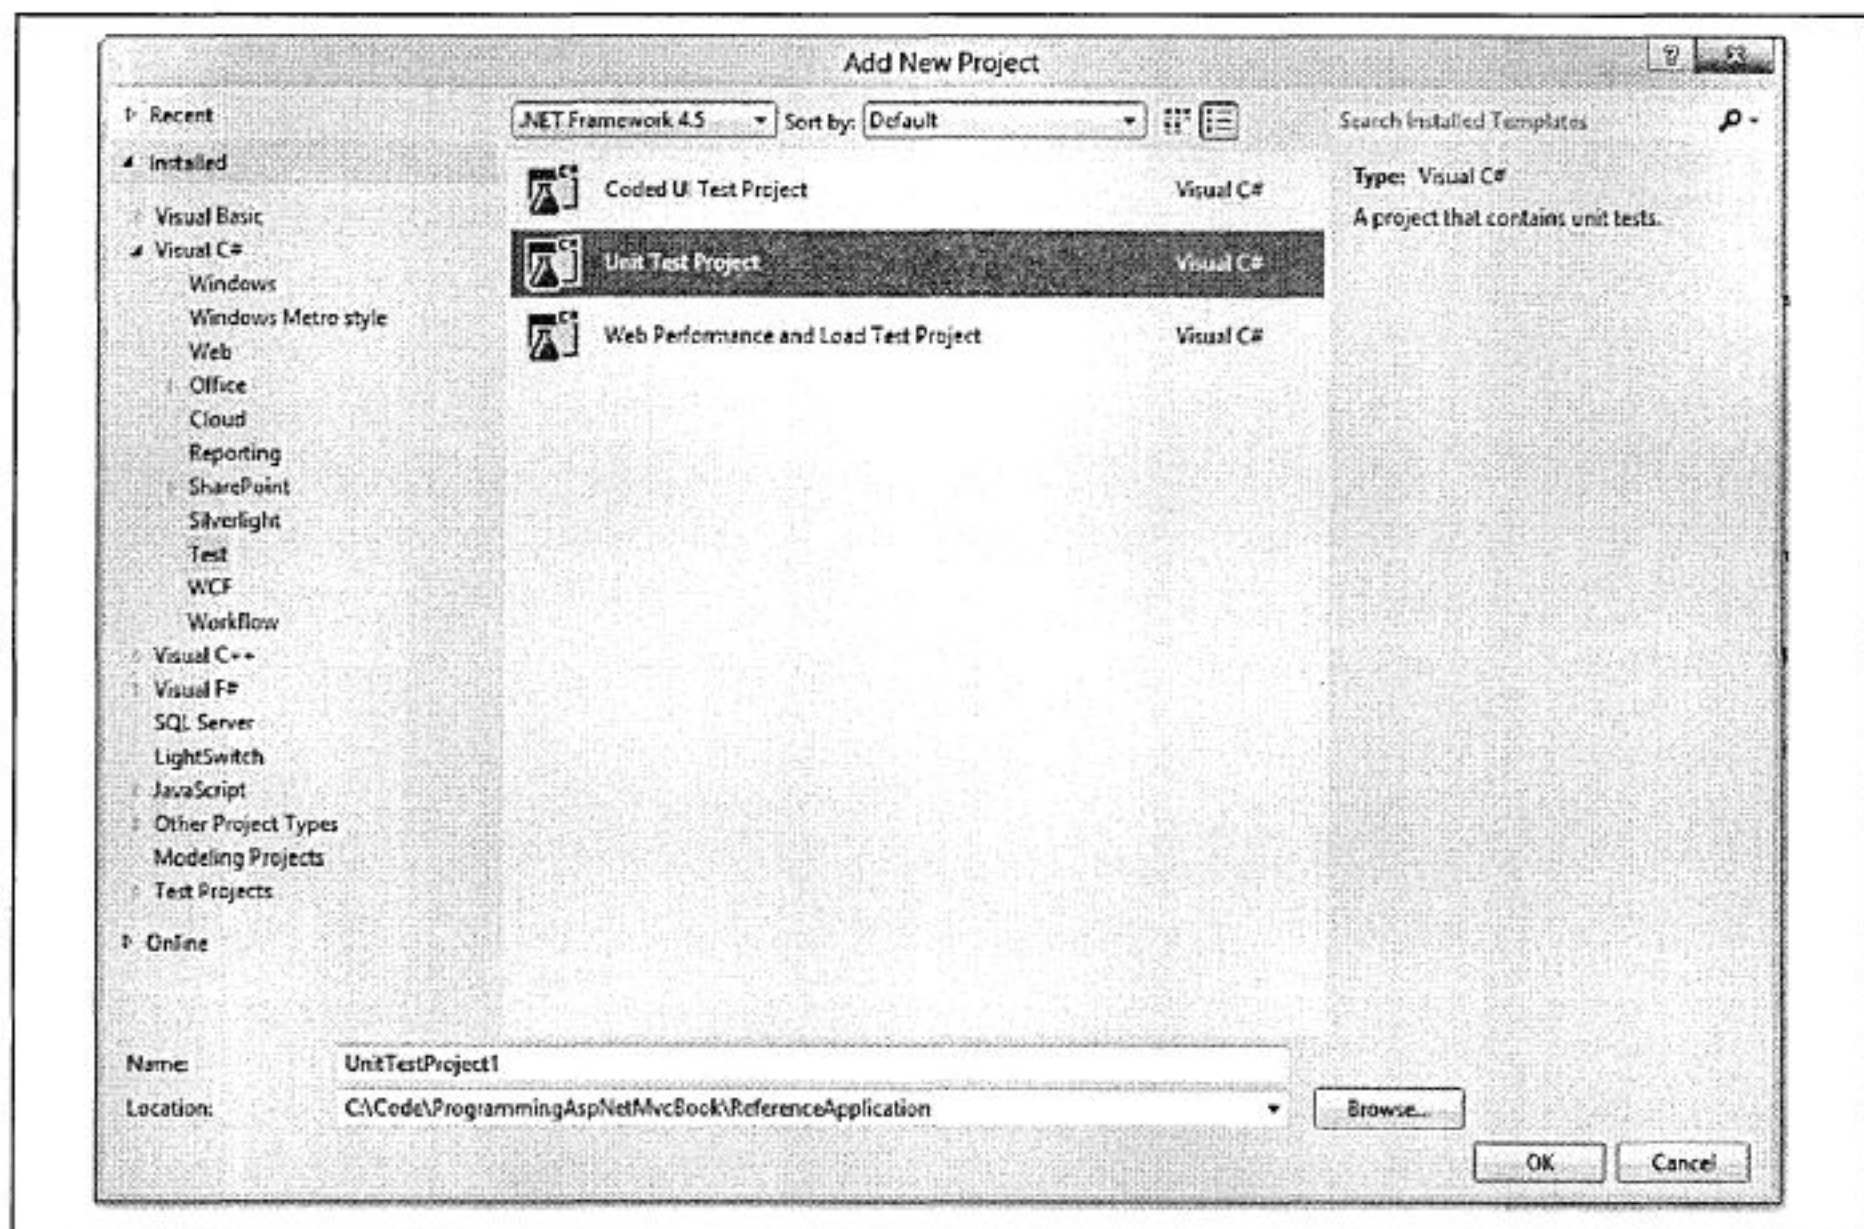 Add New Project
?
Recent
Installed
Visual Basic
Visual C#
Windows
Windows Metro style
Web
Office
Cloud
Reporting
SharePoint
Silverlight
Test
WCF
Workflow
Visual C++
Visual F#
SQL Server
LightSwitch
JavaScript
Other Project Types
Modeling Projects
Test Projects
Online
.NET Framework 4.5
Sort by: Default
Coded UI Test Project Visual C#
Unit Test Project Visual C#
Web Performance and Load Test Project Visual C#
Search Installed Templates
Type: Visual C#
A project that contains unit tests.
Name: UnitTestProject1
Location: C:\Code\ProgrammingAspNetMvcBook\ReferenceApplication
Browse...
OK Cancel